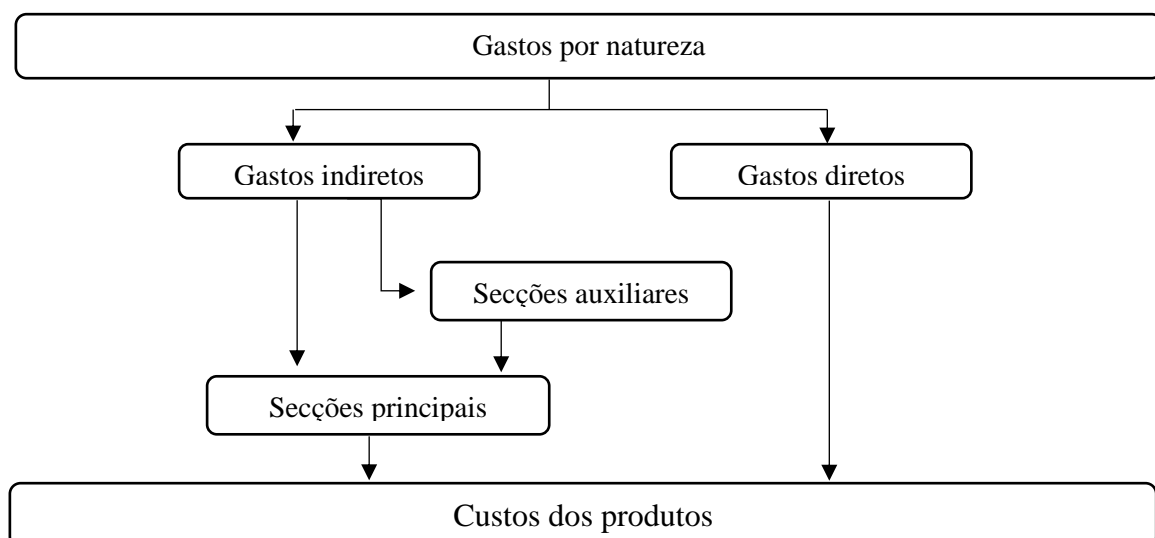 Gastos por natureza
Gastos indiretos
Gastos diretos
Secções auxiliares
Secções principais
Custos dos produtos